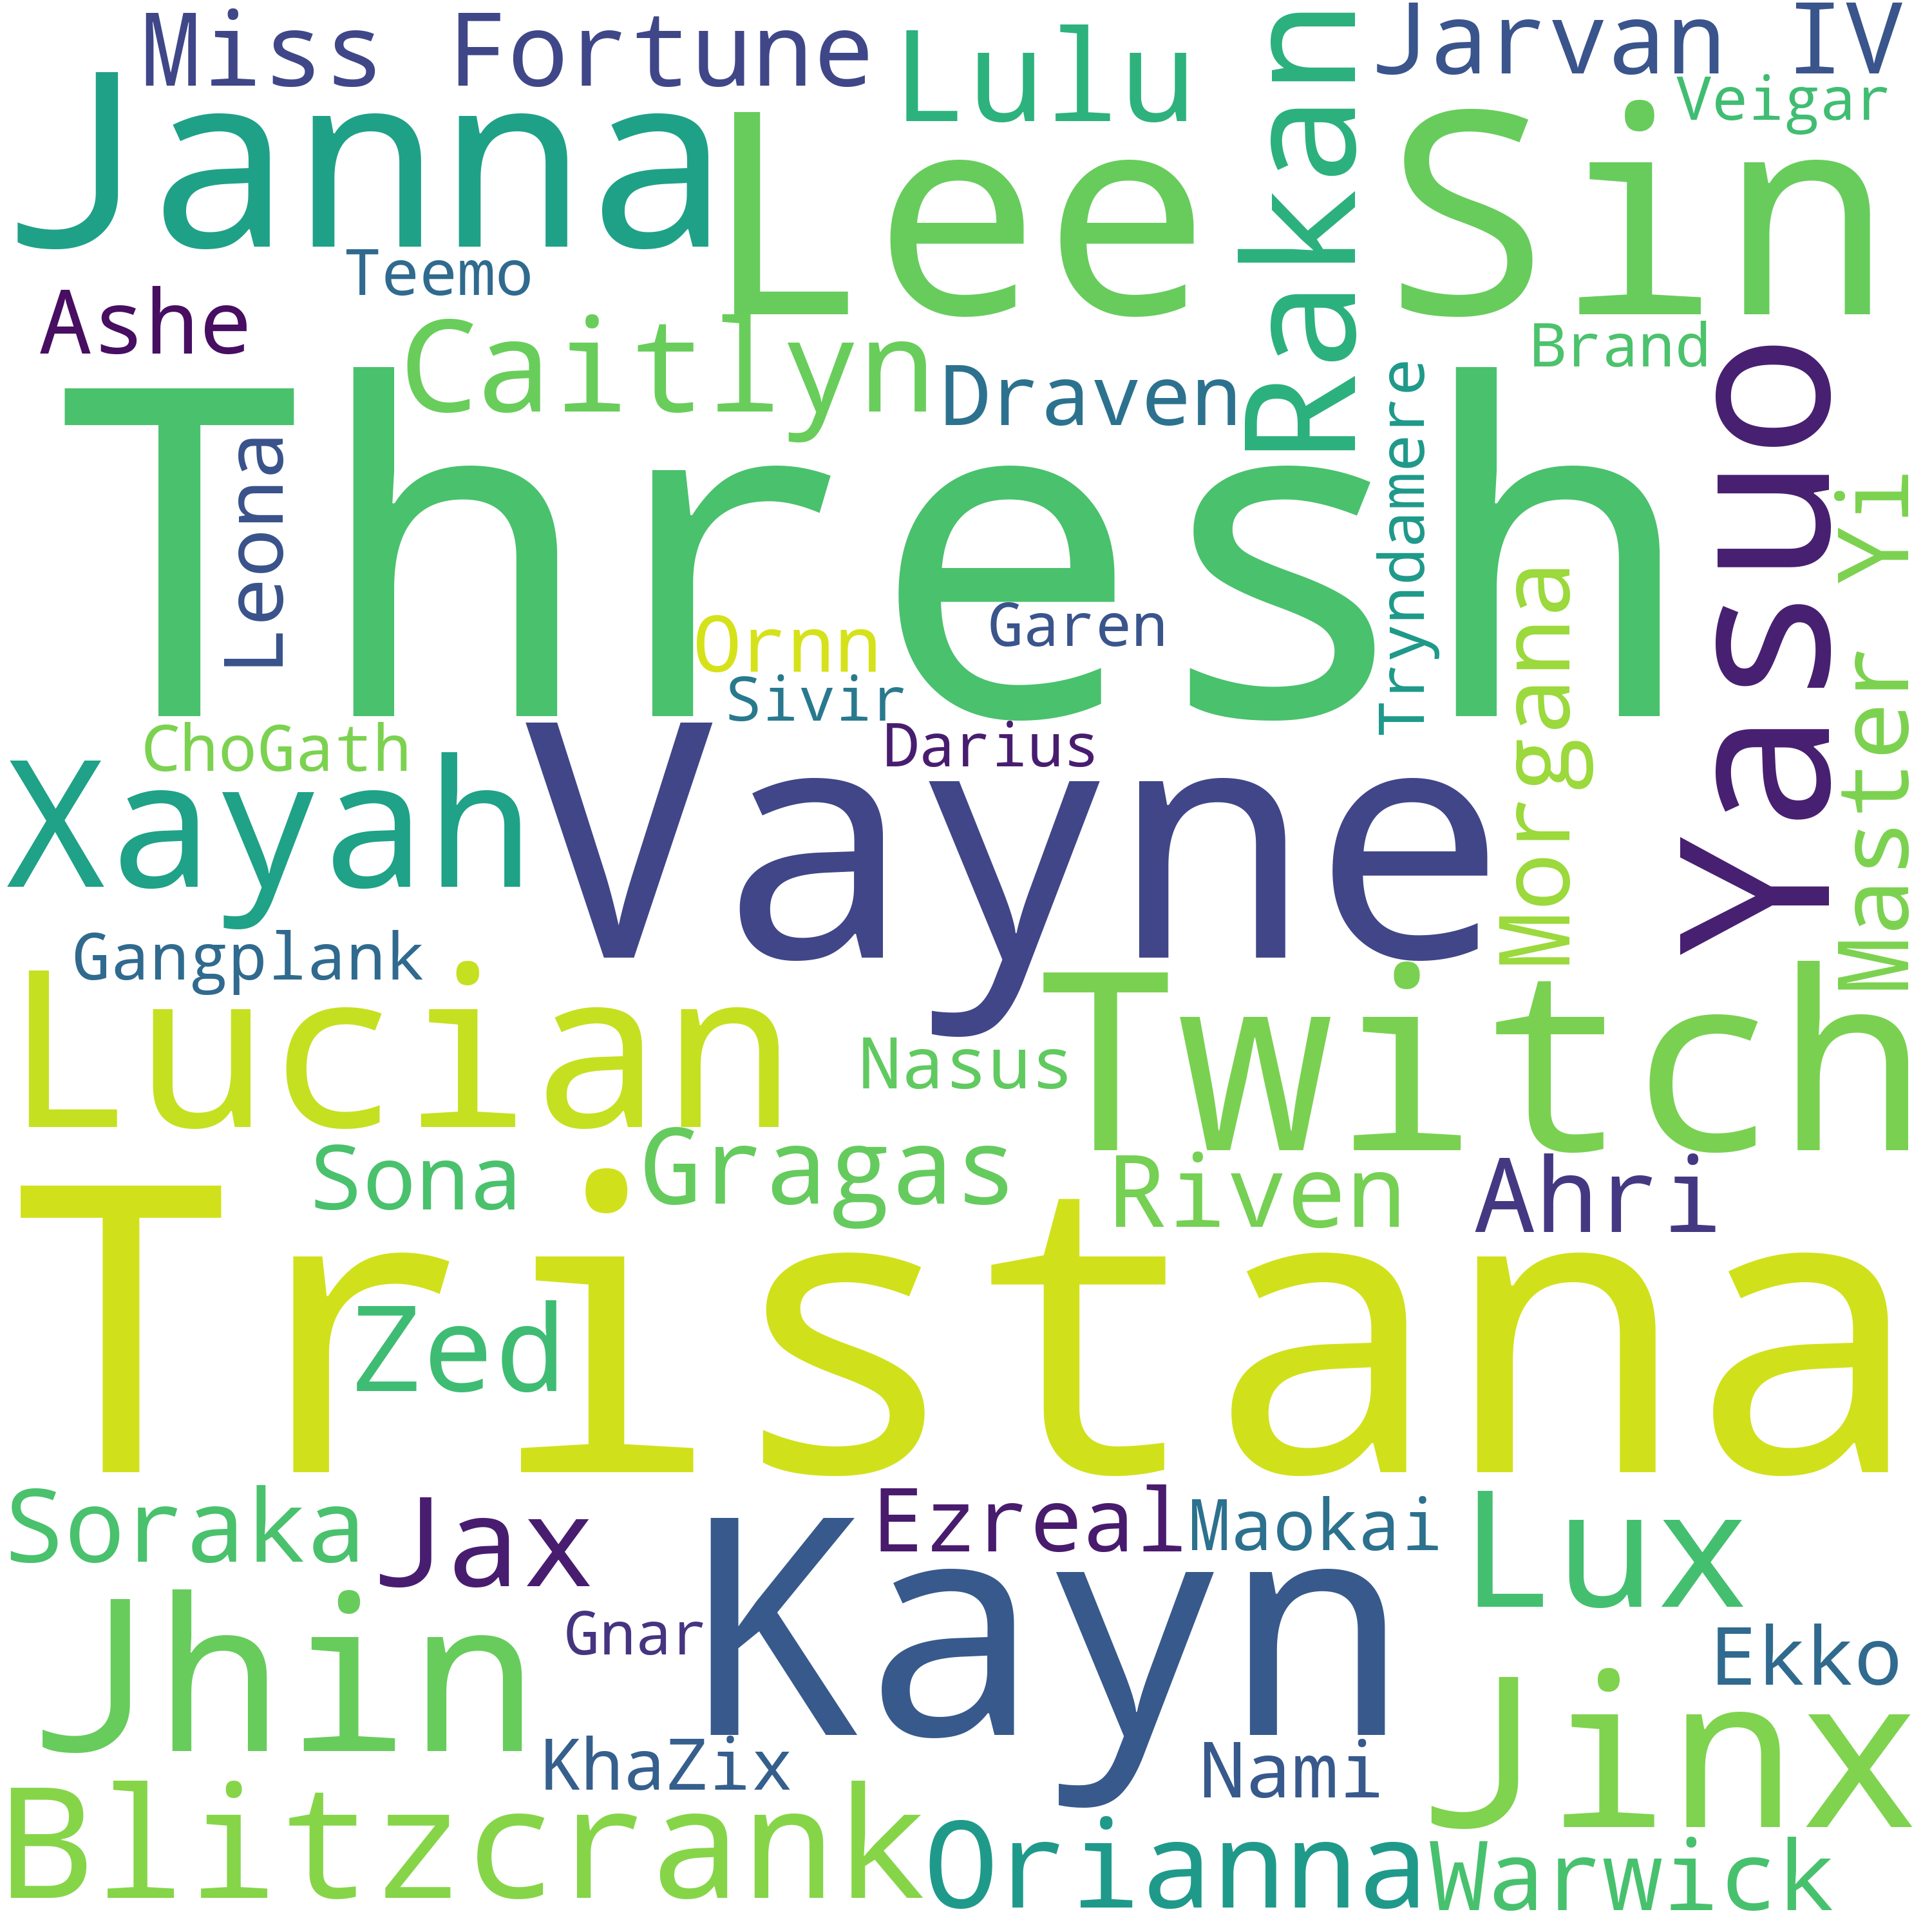 Miss Fortune
Lulu
Rakan
Jarvan IV
Veigar
Janna
Lee Sin
Teemo
Ashe
Caitlyn
Draven
Brand
Thresh
Leona
Tryndamere
Yasuo
Master Yi
Morgana
Ornn
Garen
Sivir
Darius
ChoGath
Xayah
Vayne
Gangplank
Lucian
Twitch
Nasus
Sona
Gragas
Riven
Ahri
Tristana
Zed
Soraka
Jax
Ezreal
Maokai
Lux
Jhin
Gnar
Kayn
Ekko
Jinx
KhaZix
Nami
Blitzcrank
Orianna
Warwick